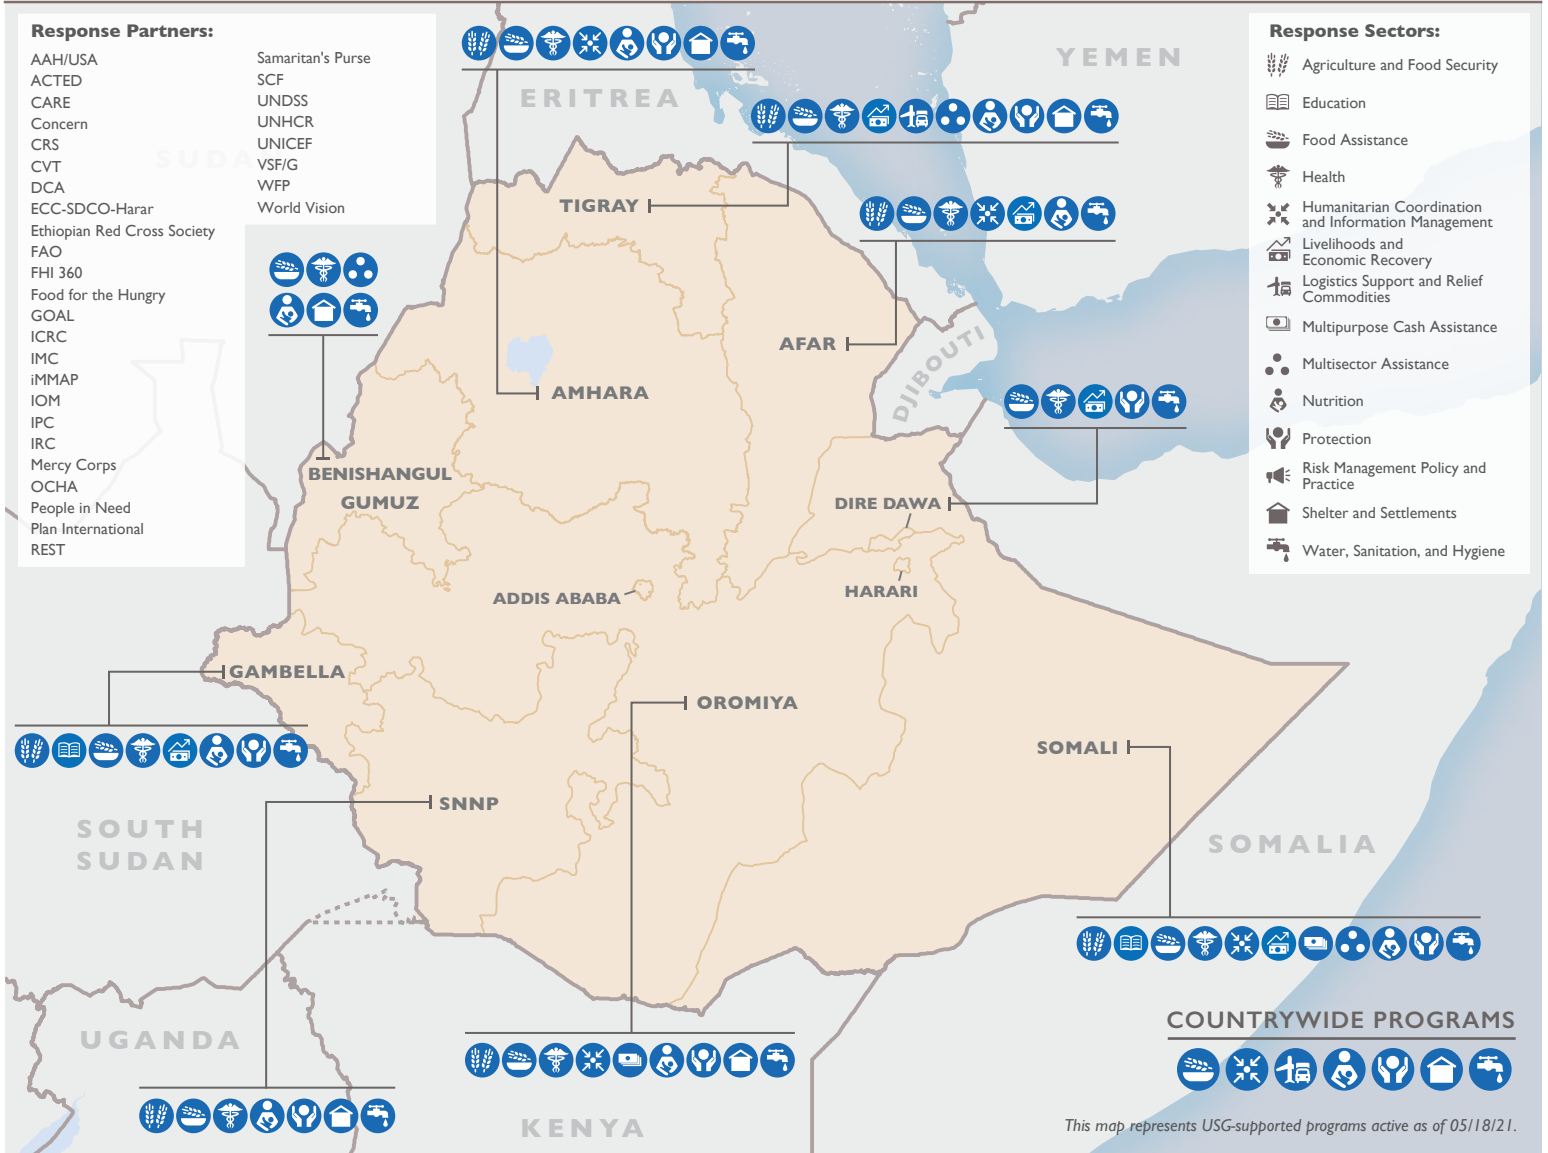 Response Partners:
AAH/USA
ACTED
CARE
Concern
CRS
CVT
DCA
ECC-SDCO-Harar
Ethiopian Red Cross Society
FAO
FHI 360
Food for the Hungry
GOAL
ICRC
IMC
iMMAP
IOM
IPC
IRC
Mercy Corps
OCHA
People in Need
Plan International
REST
Samaritan's Purse
SCF
UNDSS
UNHCR
UNICEF
VSF/G
WFP
World Vision
SUDA
ERITREA
YEMEN
TIGRAY
AFAR
DJIBOUTI
AMHARA
BENISHANGUL
GUMUZ
DIRE DAWA
HARARI
ADDIS ABABA
GAMBELLA
OROMIYA
SOMALI
SNNP
SOUTH
SUDAN
SOMALIA
UGANDA
KENYA
Response Sectors:
Agriculture and Food Security
Education
Food Assistance
Health
Humanitarian Coordination
and Information Management
Livelihoods and
Economic Recovery
Logistics Support and Relief
Commodities
Multipurpose Cash Assistance
Multisector Assistance
Nutrition
Protection
Risk Management Policy and
Practice
Shelter and Settlements
Water, Sanitation, and Hygiene
COUNTRYWIDE PROGRAMS
This map represents USG-supported programs active as of 05/18/21.